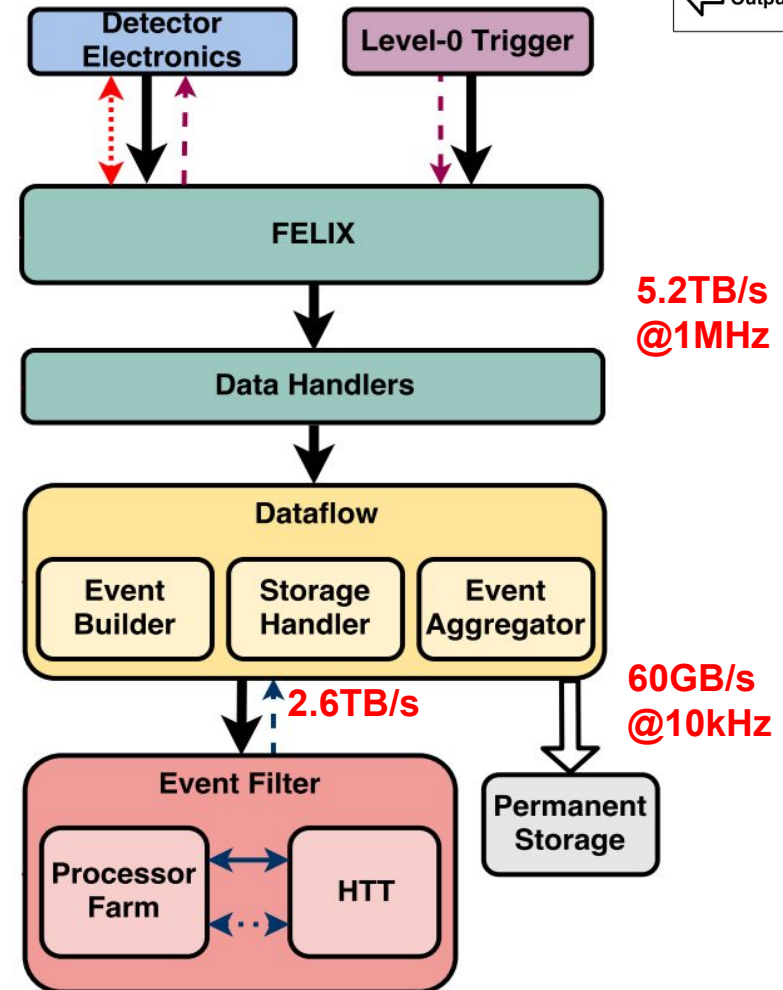 Outpu
Detector
Electronics
Level-0 Trigger
FELIX
5.2TB/s
@1MHz
Data Handlers
Dataflow
Event
Builder
Storage
Handler
Event
Aggregator
2.6TB/s
60GB/s
@10kHz
Event Filter
Processor
Farm
HTT
Permanent
Storage